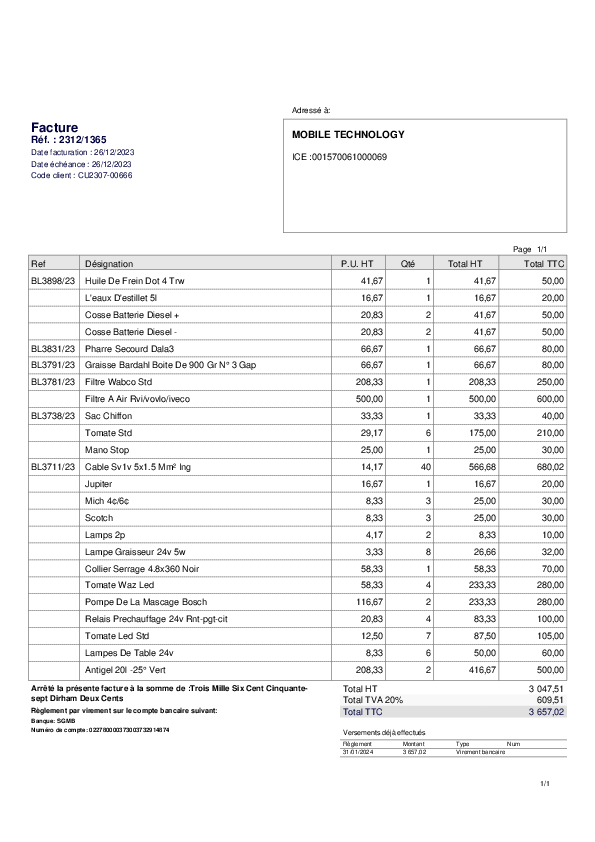 Adressé à:
Facture
Réf. : 2312/1365
Date facturation : 26/12/2023
Date échéance : 26/12/2023
Code client : CU2307-00666
MOBILE TECHNOLOGY
ICE :001570061000069
Page 1/1
Ref Désignation P.U. HT Qté Total HT Total TTC
BL3898/23 Huile De Frein Dot 4 Trw 41,67 1 41,67 50,00
L'eaux D'estillet 5l 16,67 1 16,67 20,00
Cosse Batterie Diesel + 20,83 2 41,67 50,00
Cosse Batterie Diesel - 20,83 2 41,67 50,00
BL3831/23 Pharre Secourd Dala3 66,67 1 66,67 80,00
BL3791/23 Graisse Bardahl Boite De 900 Gr N° 3 Gap 66,67 1 66,67 80,00
BL3781/23 Filtre Wabco Std 208,33 1 208,33 250,00
Filtre A Air Rvi/vovlo/iveco 500,00 1 500,00 600,00
BL3738/23 Sac Chiffon 33,33 1 33,33 40,00
Tomate Std 29,17 6 175,00 210,00
Mano Stop 25,00 1 25,00 30,00
BL3711/23 Cable Sv1v 5x1.5 Mm² Ing 14,17 40 566,68 680,02
Jupiter 16,67 1 16,67 20,00
Mich 4¢/6¢ 8,33 3 25,00 30,00
Scotch 8,33 3 25,00 30,00
Lamps 2p 4,17 2 8,33 10,00
Lampe Graisseur 24v 5w 3,33 8 26,66 32,00
Collier Serrage 4.8x360 Noir 58,33 1 58,33 70,00
Tomate Waz Led 58,33 4 233,33 280,00
Pompe De La Mascage Bosch 116,67 2 233,33 280,00
Relais Prechauffage 24v Rnt-pgt-cit 20,83 4 83,33 100,00
Tomate Led Std 12,50 7 87,50 105,00
Lampes De Table 24v 8,33 6 50,00 60,00
Antigel 20l -25° Vert 208,33 2 416,67 500,00
Arrêté la présente facture à la somme de :Trois Mille Six Cent Cinquante-
sept Dirham Deux Cents
Règlement par virement sur le compte bancaire suivant:
Banque: SGMB
Numéro de compte: 022780000373003732914874
Total HT 3 047,51
Total TVA 20% 609,51
Total TTC 3 657,02
Versements déjà effectués
Règlement Montant Type Num
31/01/2024 3 657,02 Virement bancaire
1/1